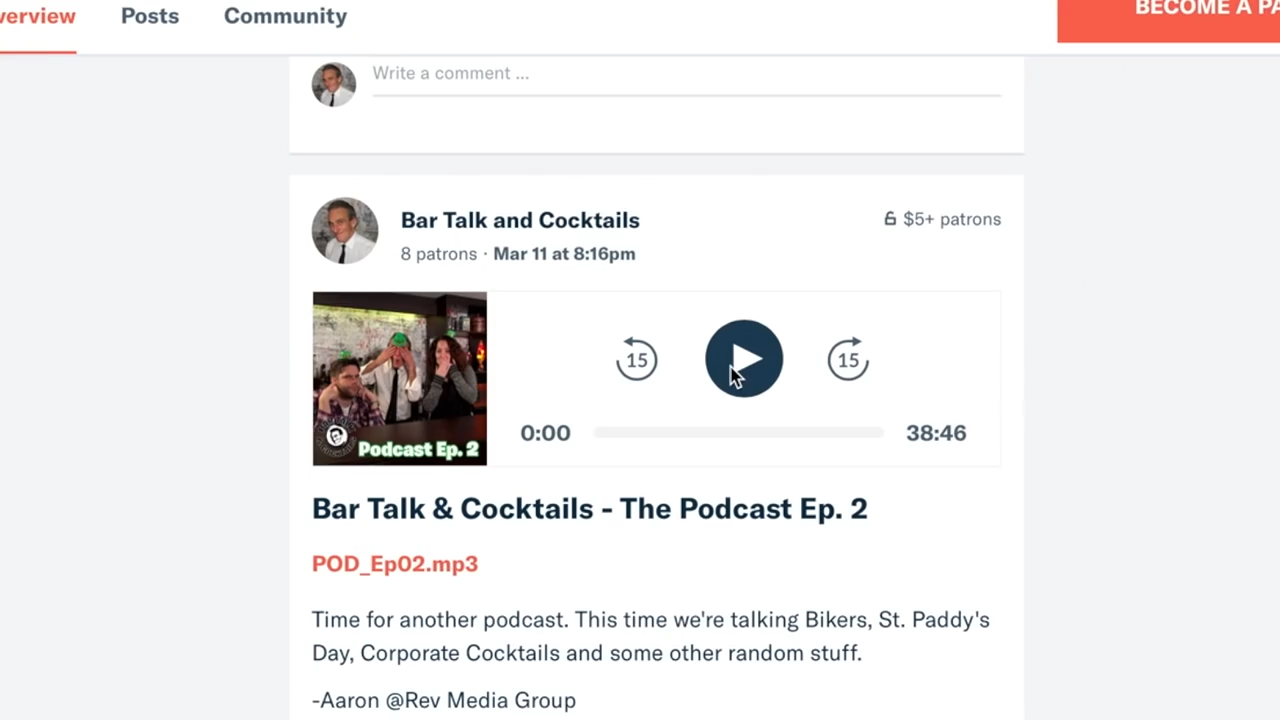 verview Posts Community BECOME A PA
Write a comment ...
Bar Talk and Cocktails
$5+ patrons
8 patrons · Mar 11 at 8:16pm
15 15
0:00 38:46
Podcast Ep. 2
Bar Talk & Cocktails - The Podcast Ep. 2
POD_Ep02.mp3
Time for another podcast. This time we're talking Bikers, St. Paddy's
Day, Corporate Cocktails and some other random stuff.
-Aaron @Rev Media Group